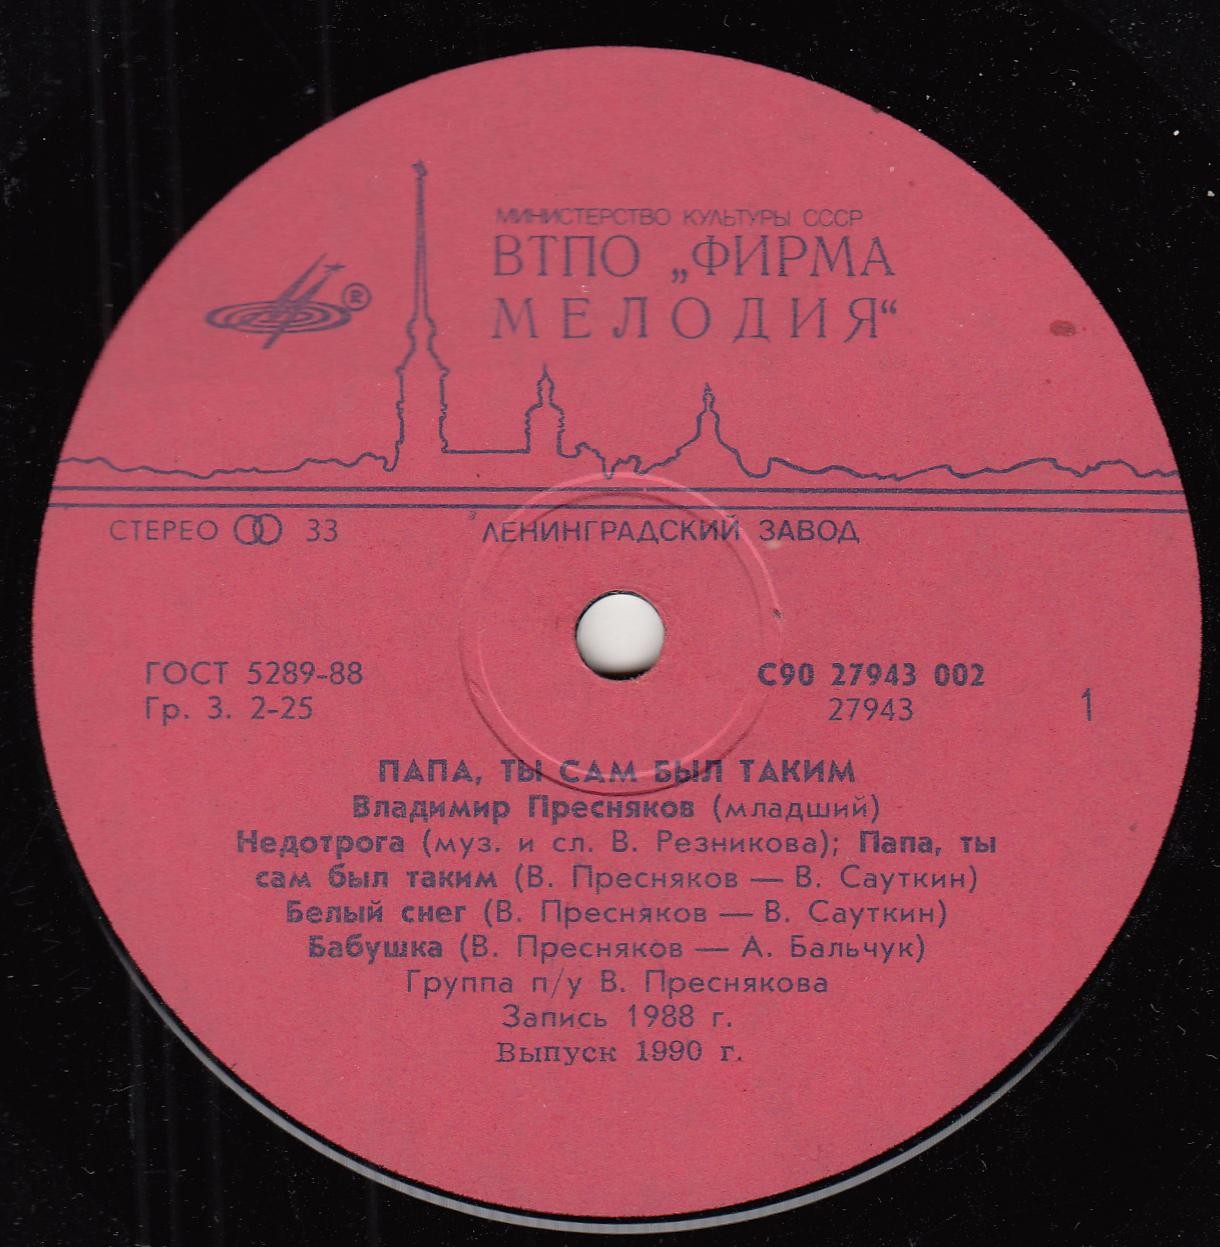 МИНИСТЕРСТВО КУЛЬТУРЫ СССР
ВТПО „ФИРМА
МЕЛОДИЯ“
®
СТЕРЕО 33 ЛЕНИНГРАДСКИЙ ЗАВОД
ГОСТ 5289-88 С90 27943 002
Гр. 3. 2-25 27943 1
ПАПА, ТЫ САМ БЫЛ ТАКИМ
Владимир Пресняков (младший)
Недотрога (муз. и сл. В. Резникова); Папа, ты
сам был таким (В. Пресняков — В. Сауткин)
Белый снег (В. Пресняков — В. Сауткин)
Бабушка (В. Пресняков — А. Бальчук)
Группа п/у В. Преснякова
Запись 1988 г.
Выпуск 1990 г.